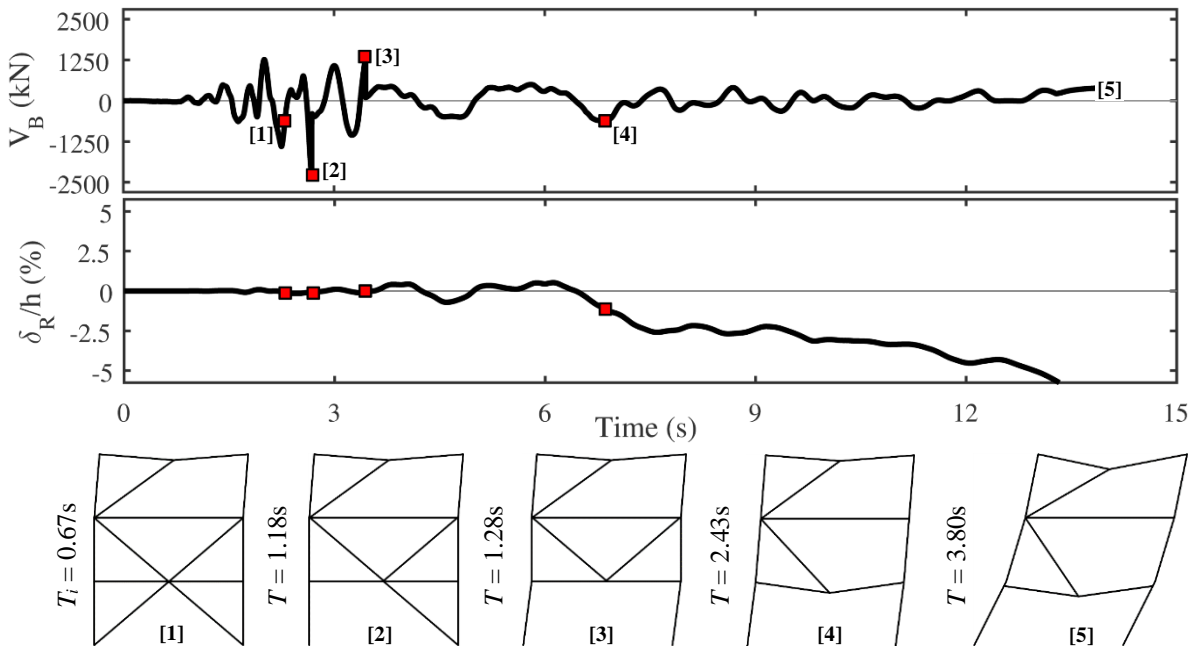 2500
1250
0
-1250
-2500
V_B (kN)
[1]
[2]
[3]
[4]
[5]
5
2.5
0
-2.5
-5
δ_R/h (%)
0 3 6 9 12 15
Time (s)
T_i = 0.67s
[1]
T = 1.18s
[2]
T = 1.28s
[3]
T = 2.43s
[4]
T = 3.80s
[5]